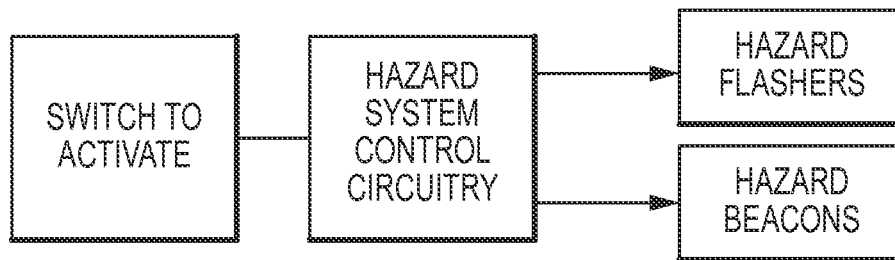 SWITCH TO
ACTIVATE
HAZARD
SYSTEM
CONTROL
CIRCUITRY
HAZARD
FLASHERS
HAZARD
BEACONS